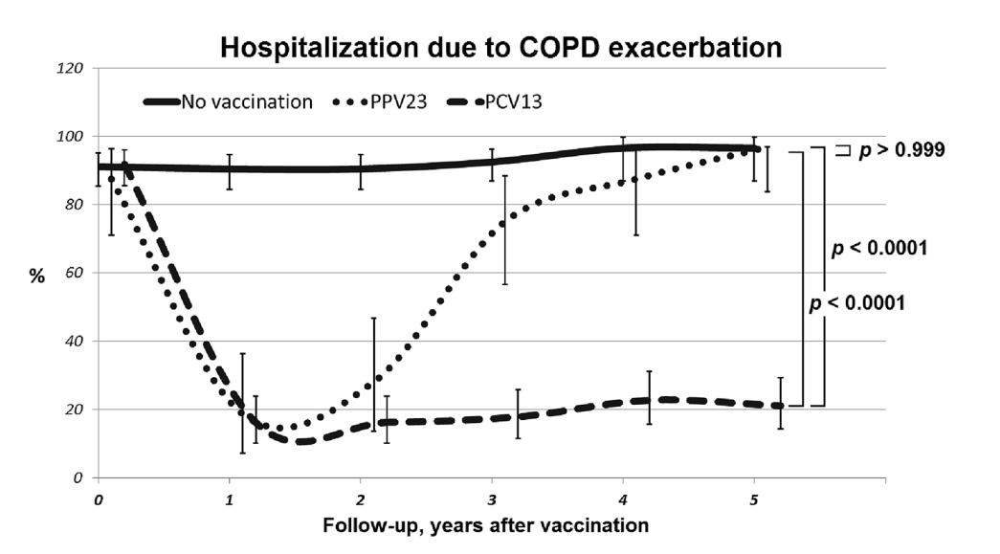 Hospitalization due to COPD exacerbation
120
No vaccination PPV23 PCV13
100
p > 0.999
80
p < 0.0001
60
%
p < 0.0001
40
20
0
0 1 2 3 4 5
Follow-up, years after vaccination